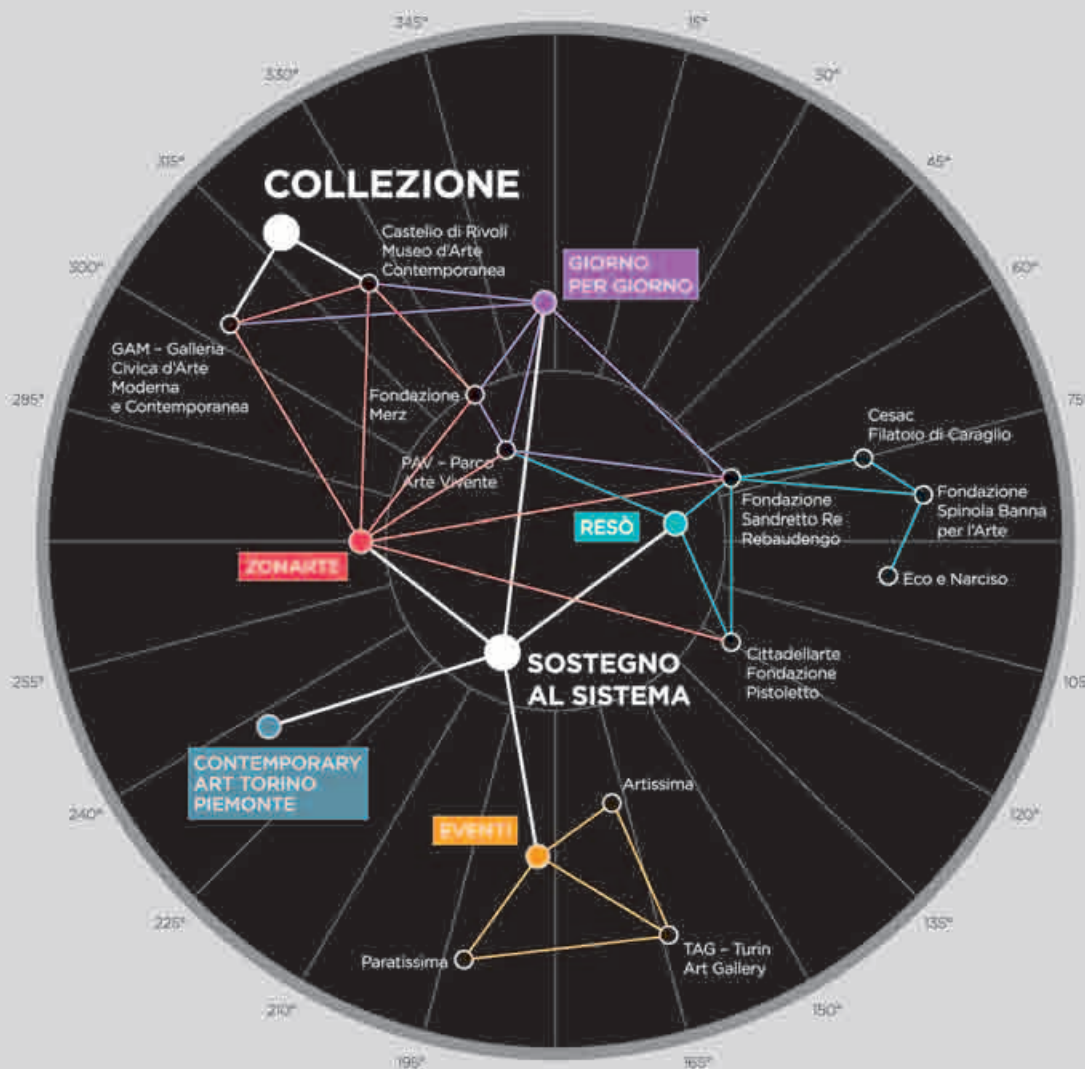 345°
15°
330°
30°
315°
45°
COLLEZIONE
Castello di Rivoli
Museo d'Arte
Contemporanea
GIORNO
PER GIORNO
300°
60°
GAM – Galleria
Civica d'Arte
Moderna
e Contemporanea
Fondazione
Merz
285°
75°
Cesac
Filatoio di Caraglio
PAV – Parco
Arte Vivente
Fondazione
Sandretto Re
Rebaudengo
Fondazione
Spinola Banna
per l'Arte
RESÒ
ZONARTE
Eco e Narciso
SOSTEGNO
AL SISTEMA
Cittadellarte
Fondazione
Pistoletto
255°
105°
CONTEMPORARY
ART TORINO
PIEMONTE
Artissima
240°
120°
EVENTI
225°
135°
Paratissima
TAG – Turin
Art Gallery
210°
150°
195°
165°